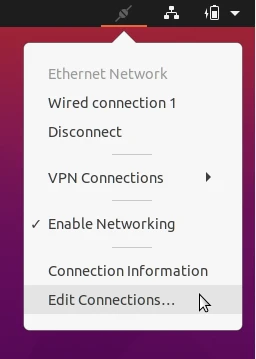 Ethernet Network
Wired connection 1
Disconnect
VPN Connections
Enable Networking
Connection Information
Edit Connections...